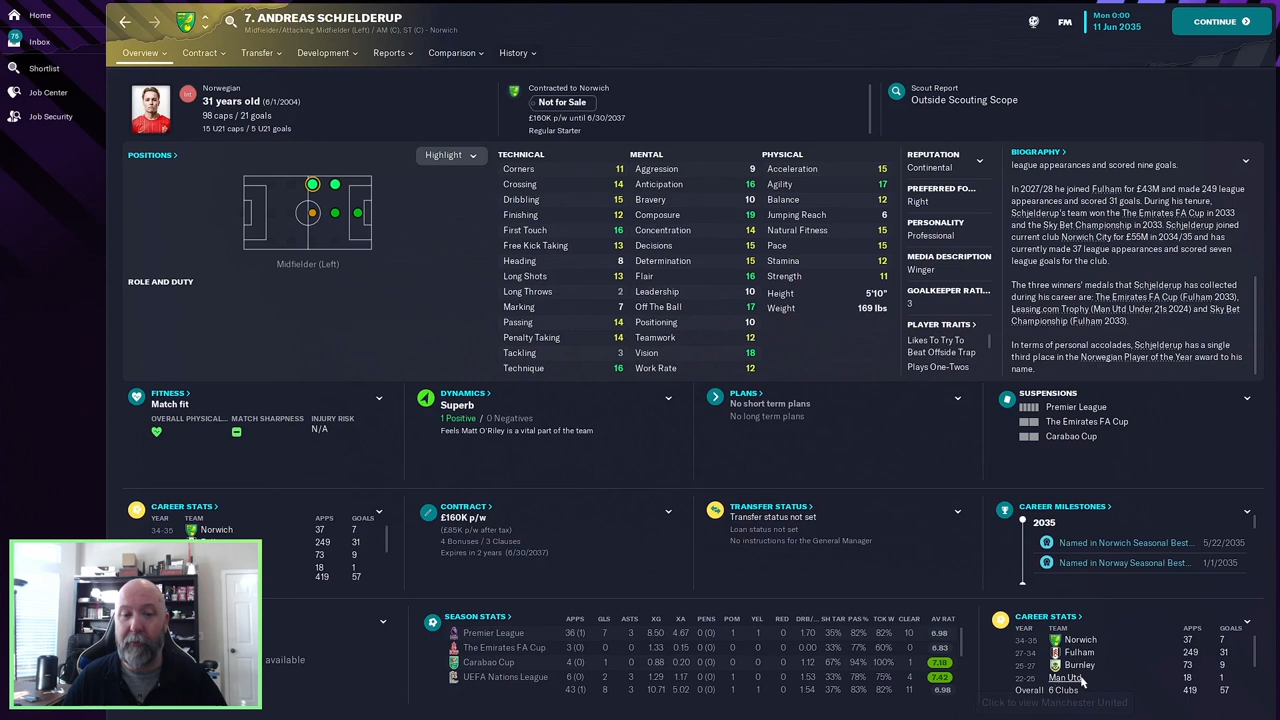 Home
76
Inbox
Shortlist
Job Center
Job Security
7. ANDREAS SCHJELDERUP
Midfielder/Attacking Midfielder (Left) / AM (C), ST (C) - Norwich
FM
Mon 0:00
11 Jun 2035
CONTINUE
Overview
Contract
Transfer
Development
Reports
Comparison
History
Int
Norwegian
31 years old (6/1/2004)
98 caps / 21 goals
15 U21 caps / 5 U21 goals
Contracted to Norwich
Not for Sale
£160K p/w until 6/30/2037
Regular Starter
Scout Report
Outside Scouting Scope
POSITIONS
Highlight
Midfielder (Left)
ROLE AND DUTY
TECHNICAL
Corners 11
Crossing 14
Dribbling 15
Finishing 12
First Touch 16
Free Kick Taking 13
Heading 8
Long Shots 13
Long Throws 2
Marking 7
Passing 14
Penalty Taking 14
Tackling 3
Technique 16
MENTAL
Aggression 9
Anticipation 16
Bravery 10
Composure 19
Concentration 14
Decisions 15
Determination 15
Flair 16
Leadership 10
Off The Ball 17
Positioning 10
Teamwork 12
Vision 18
Work Rate 12
PHYSICAL
Acceleration 15
Agility 17
Balance 12
Jumping Reach 6
Natural Fitness 15
Pace 15
Stamina 12
Strength 11
Height 5'10"
Weight 169 lbs
REPUTATION
Continental
PREFERRED FO...
Right
PERSONALITY
Professional
MEDIA DESCRIPTION
Winger
GOALKEEPER RATI...
3
PLAYER TRAITS
Likes To Try To
Beat Offside Trap
Plays One-Twos
BIOGRAPHY
league appearances and scored nine goals.
In 2027/28 he joined Fulham for £43M and made 249 league
appearances and scored 31 goals. During his tenure,
Schjelderup's team won the The Emirates FA Cup in 2033
and the Sky Bet Championship in 2033. Schjelderup joined
current club Norwich City for £55M in 2034/35 and has
currently made 37 league appearances and scored seven
league goals for the club.
The three winners' medals that Schjelderup has collected
during his career are: The Emirates FA Cup (Fulham 2033),
Leasing.com Trophy (Man Utd Under 21s 2024) and Sky Bet
Championship (Fulham 2033).
In terms of personal accolades, Schjelderup has a single
third place in the Norwegian Player of the Year award to his
name.
FITNESS
Match fit
OVERALL PHYSICAL... MATCH SHARPNESS INJURY RISK
N/A
DYNAMICS
Superb
1 Positive / 0 Negatives
Feels Matt O'Riley is a vital part of the team
PLANS
No short term plans
No long term plans
SUSPENSIONS
Premier League
The Emirates FA Cup
Carabao Cup
CAREER STATS
YEAR TEAM APPS GOALS
34-35 Norwich 37 7
249 31
73 9
18 1
419 57
CONTRACT
£160K p/w
(£85K p/w after tax)
4 Bonuses / 3 Clauses
Expires in 2 years (6/30/2037)
TRANSFER STATUS
Transfer status not set
Loan status not set
No instructions for the General Manager
CAREER MILESTONES
2035
Named in Norwich Seasonal Best... 5/22/2035
Named in Norway Seasonal Best... 1/1/2035
available
SEASON STATS APPS GLS ASTS XG XA PENS POM YEL RED DRB/... SH TAR PAS % TCK W CLEAR AV RAT
Premier League 36 (1) 7 3 8.50 4.67 0 (0) 1 1 0 1.70 35% 82% 82% 10 6.98
The Emirates FA Cup 3 (0) 0 0 1.33 0.15 0 (0) 0 0 0 0.00 33% 77% 60% 0 6.83
Carabao Cup 4 (0) 1 0 0.88 0.20 0 (0) 0 0 0 1.12 67% 94% 100% 1 7.18
UEFA Nations League 6 (0) 2 3 1.29 1.17 0 (0) 0 0 0 1.53 78% 78% 75% 4 7.42
43 (1) 8 3 10.71 5.02 0 (0) 1 1 0 1.54 37% 83% 82% 11 6.98
CAREER STATS
YEAR TEAM APPS GOALS
34-35 Norwich 37 7
27-34 Fulham 249 31
25-27 Burnley 73 9
22-25 Man Utd 18 1
Overall 6 Clubs 419 57
Click to view Manchester United